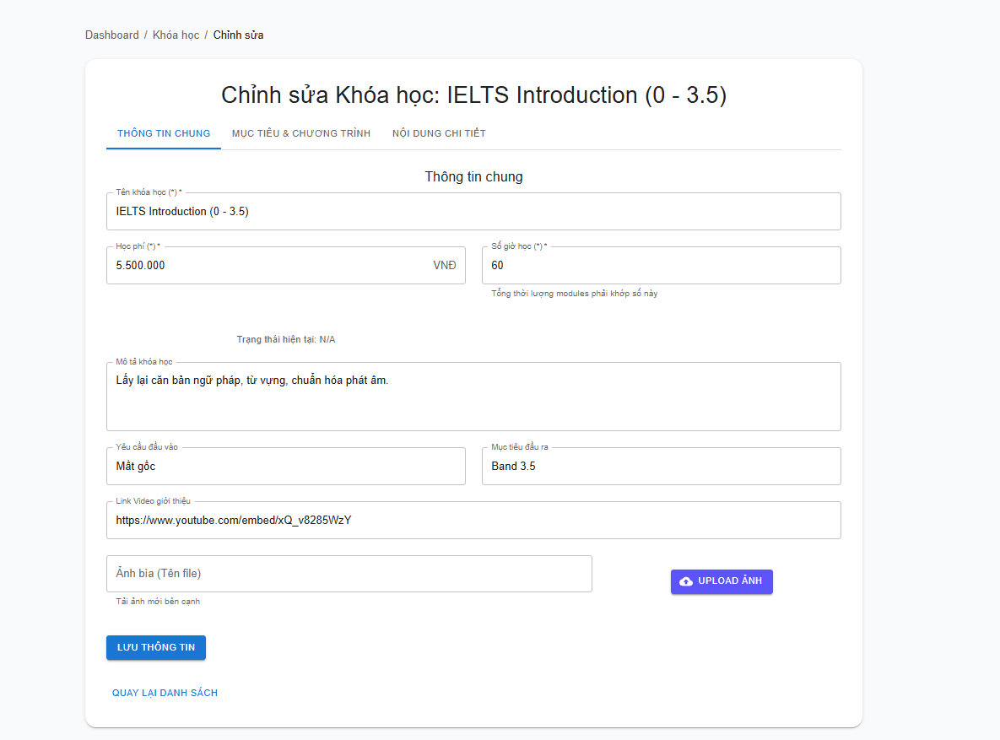 Dashboard / Khóa học / Chỉnh sửa
Chỉnh sửa Khóa học: IELTS Introduction (0 - 3.5)
THÔNG TIN CHUNG MỤC TIÊU & CHƯƠNG TRÌNH NỘI DUNG CHI TIẾT
Thông tin chung
Tên khóa học (*) *
IELTS Introduction (0 - 3.5)
Học phí (*) * Số giờ học (*) *
5.500.000 VNĐ 60
Tổng thời lượng modules phải khớp số này
Trạng thái hiện tại: N/A
Mô tả khóa học
Lấy lại căn bản ngữ pháp, từ vựng, chuẩn hóa phát âm.
Yêu cầu đầu vào Mục tiêu đầu ra
Mất gốc Band 3.5
Link Video giới thiệu
https://www.youtube.com/embed/xQ_v8285WzY
Ảnh bìa (Tên file) UPLOAD ẢNH
Tải ảnh mới bên cạnh
LƯU THÔNG TIN
QUAY LẠI DANH SÁCH